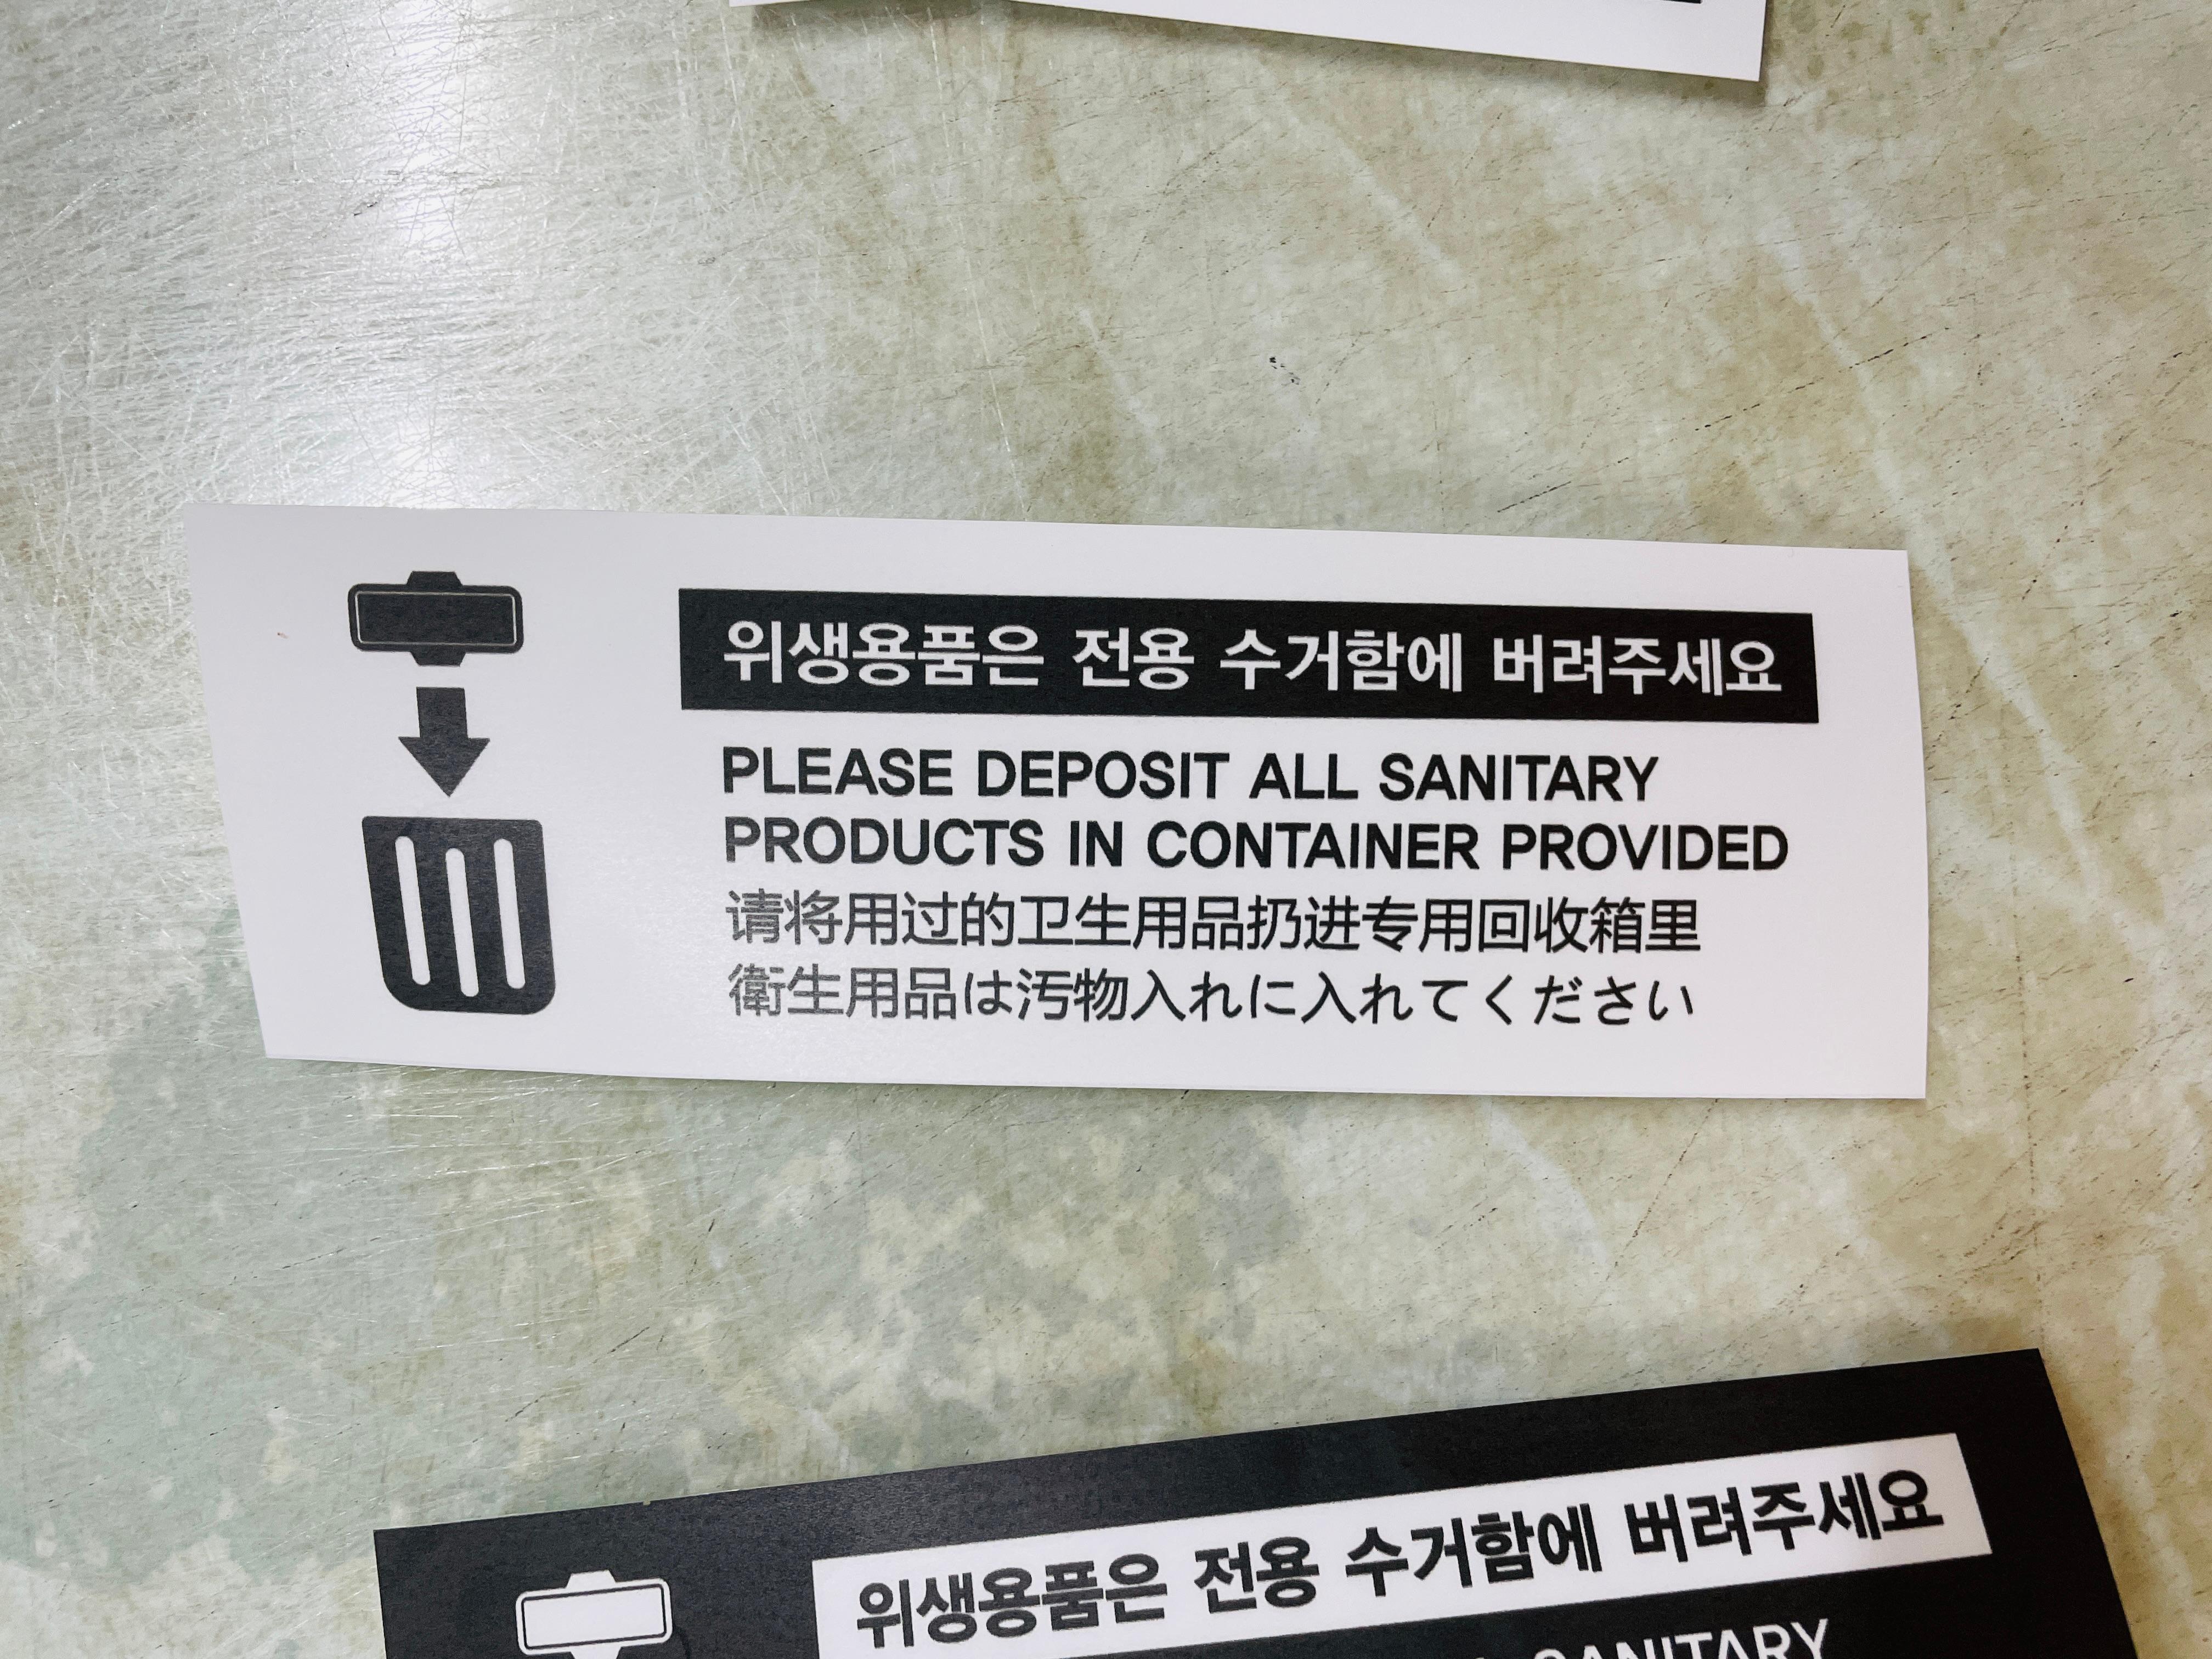 위생용품은 전용 수거함에 버려주세요
PLEASE DEPOSIT ALL SANITARY
PRODUCTS IN CONTAINER PROVIDED
请将用过的卫生用品扔进专用回收箱里
衛生用品は汚物入れに入れてください
위생용품은 전용 수거함에 버려주세요
SANITARY